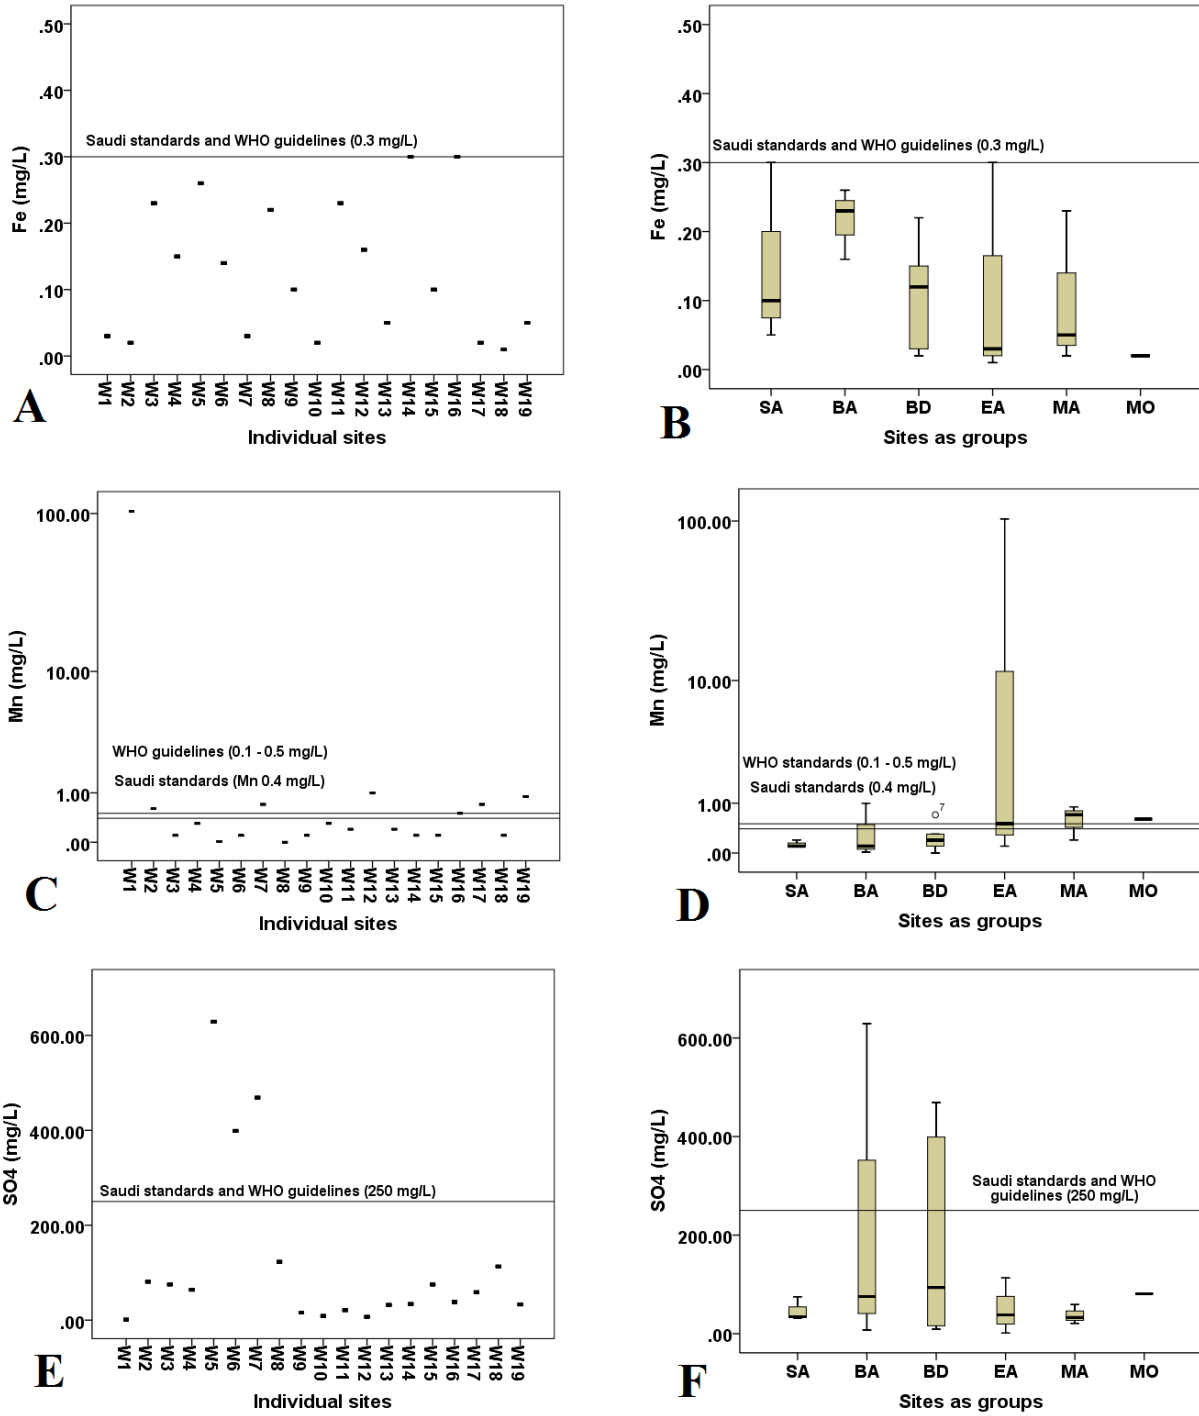 .50
.40
.30
.20
.10
.00
Fe (mg/L)
Saudi standards and WHO guidelines (0.3 mg/L)
W1 W2 W3 W4 W5 W6 W7 W8 W9 W10 W11 W12 W13 W14 W15 W16 W17 W18 W19
Individual sites
A
.50
.40
.30
.20
.10
.00
Fe (mg/L)
Saudi standards and WHO guidelines (0.3 mg/L)
SA BA BD EA MA MO
Sites as groups
B
100.00
10.00
1.00
.00
Mn (mg/L)
WHO guidelines (0.1 - 0.5 mg/L)
Saudi standards (Mn 0.4 mg/L)
W1 W2 W3 W4 W5 W6 W7 W8 W9 W10 W11 W12 W13 W14 W15 W16 W17 W18 W19
Individual sites
C
100.00
10.00
1.00
.00
Mn (mg/L)
WHO standards (0.1 - 0.5 mg/L)
Saudi standards (0.4 mg/L)
7
SA BA BD EA MA MO
Sites as groups
D
600.00
400.00
200.00
.00
SO4 (mg/L)
Saudi standards and WHO guidelines (250 mg/L)
W1 W2 W3 W4 W5 W6 W7 W8 W9 W10 W11 W12 W13 W14 W15 W16 W17 W18 W19
Individual sites
E
600.00
400.00
200.00
.00
SO4 (mg/L)
Saudi standards and WHO
guidelines (250 mg/L)
SA BA BD EA MA MO
Sites as groups
F